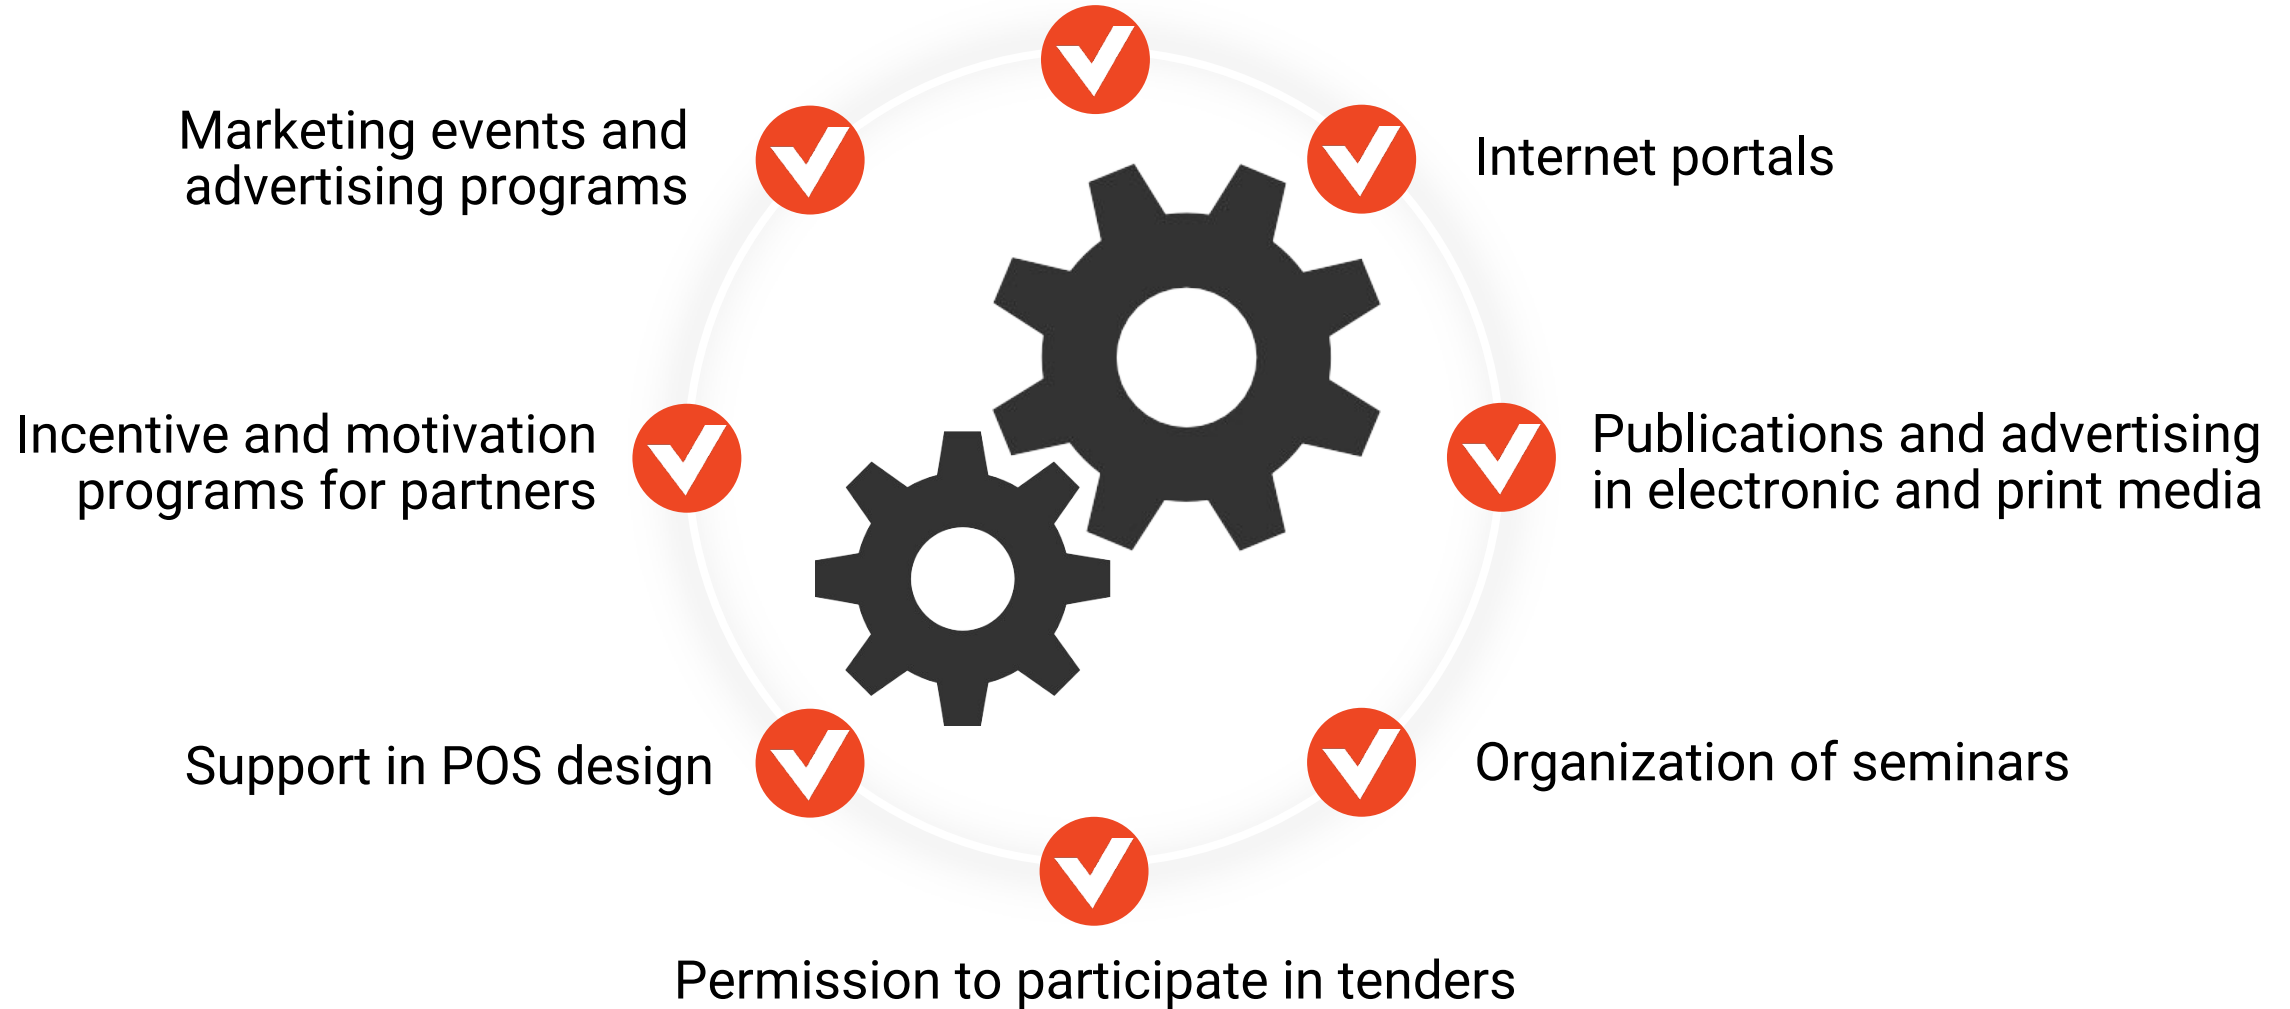 Marketing events and
advertising programs
Internet portals
Incentive and motivation
programs for partners
Publications and advertising
in electronic and print media
Support in POS design
Organization of seminars
Permission to participate in tenders